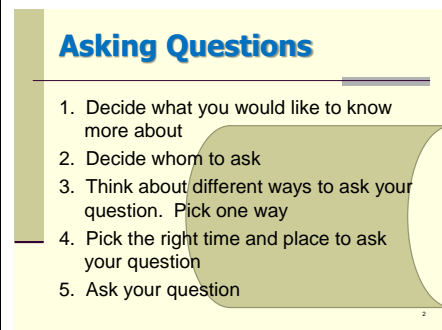 Asking Questions
1. Decide what you would like to know
more about
2. Decide whom to ask
3. Think about different ways to ask your
question.  Pick one way
4. Pick the right time and place to ask
your question
5. Ask your question
2